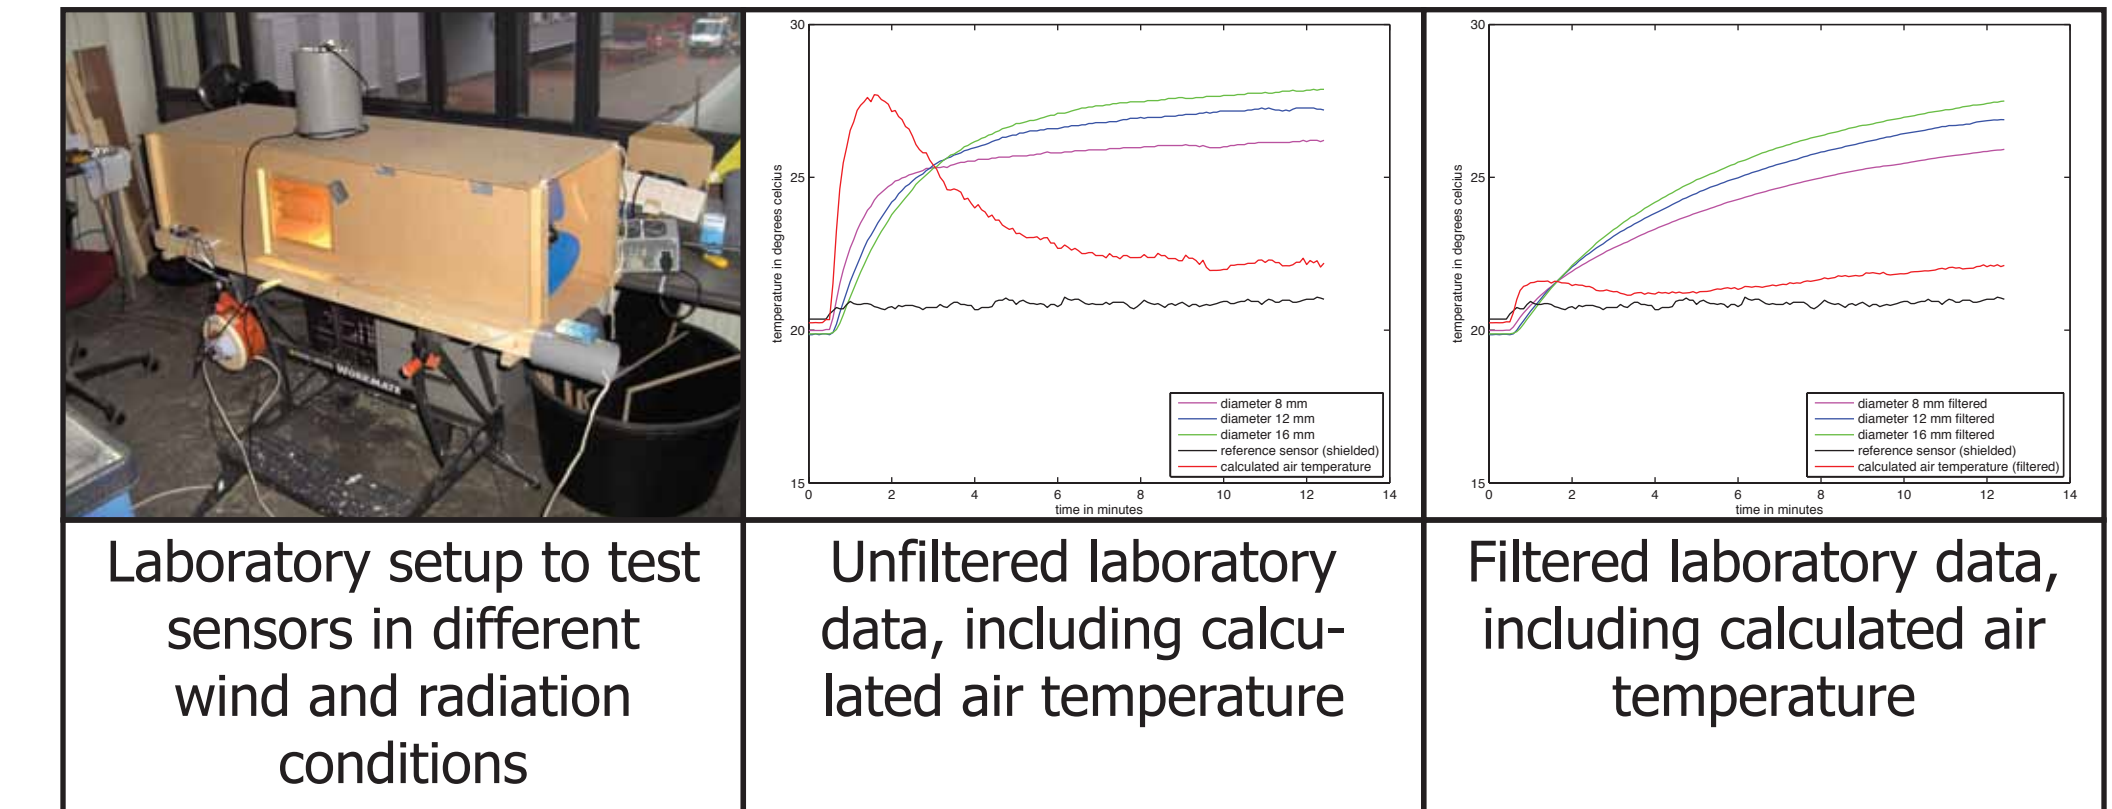 WORKMATE
30
25
20
15
temperature in degrees celcius
0 2 4 6 8 10 12 14
time in minutes
diameter 8 mm
diameter 12 mm
diameter 16 mm
reference sensor (shielded)
calculated air temperature
30
25
20
15
temperature in degrees celcius
0 2 4 6 8 10 12 14
time in minutes
diameter 8 mm filtered
diameter 12 mm filtered
diameter 16 mm filtered
reference sensor (shielded)
calculated air temperature (filtered)
Laboratory setup to test
sensors in different
wind and radiation
conditions
Unfiltered laboratory
data, including calcu-
lated air temperature
Filtered laboratory data,
including calculated air
temperature